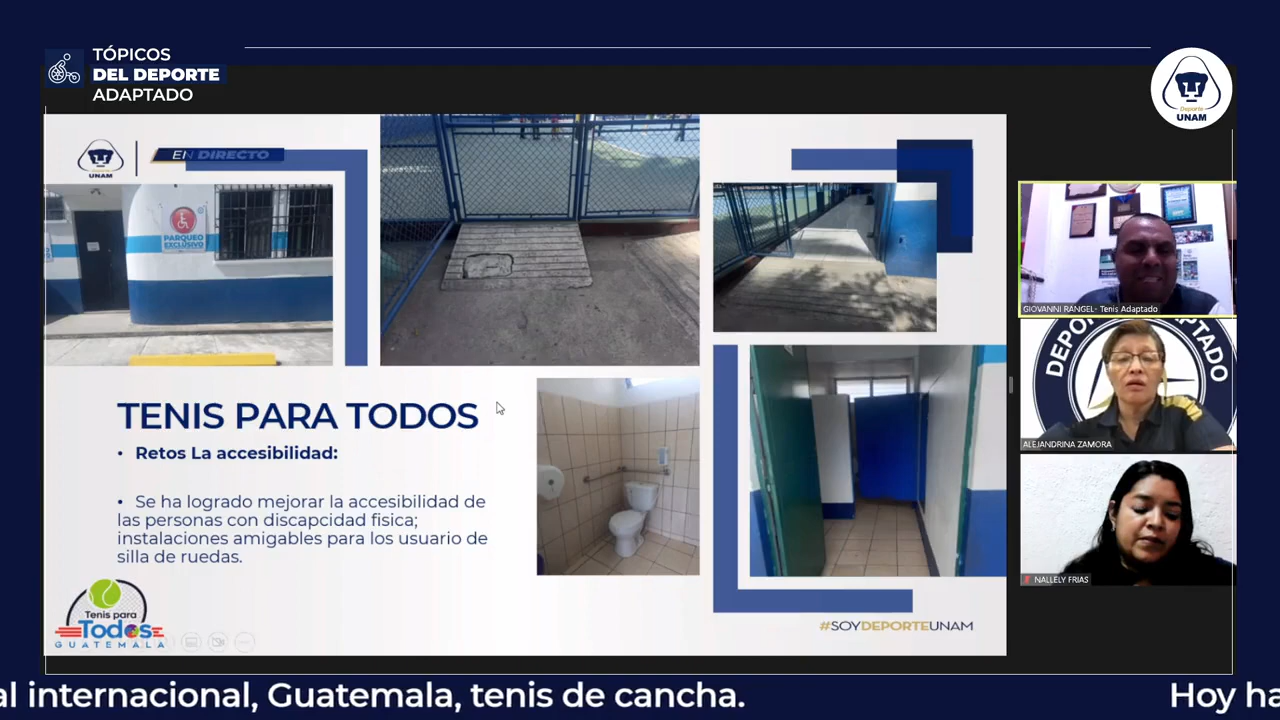 TÓPICOS
DEL DEPORTE
ADAPTADO
Deporte
UNAM
Deporte
UNAM
EN DIRECTO
PARQUEO
EXCLUSIVO
TENIS PARA TODOS
• Retos La accesibilidad:
• Se ha logrado mejorar la accesibilidad de
las personas con discapcidad fisica;
instalaciones amigables para los usuario de
silla de ruedas.
Tenis para
Todos
GUATEMALA
#SOYDEPORTEUNAM
GIOVANNI RANGEL- Tenis Adaptado
DEPORTE ADAPTADO
ALEJANDRINA ZAMORA
NALLELY FRIAS
al internacional, Guatemala, tenis de cancha.
Hoy ha